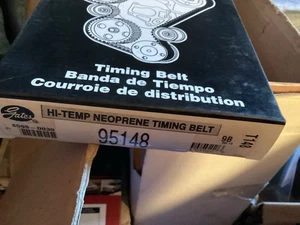 Timing Belt
Banda de Tiempo
Courroie de distribution
Gates
HI-TEMP NEOPRENE TIMING BELT
95148
T148